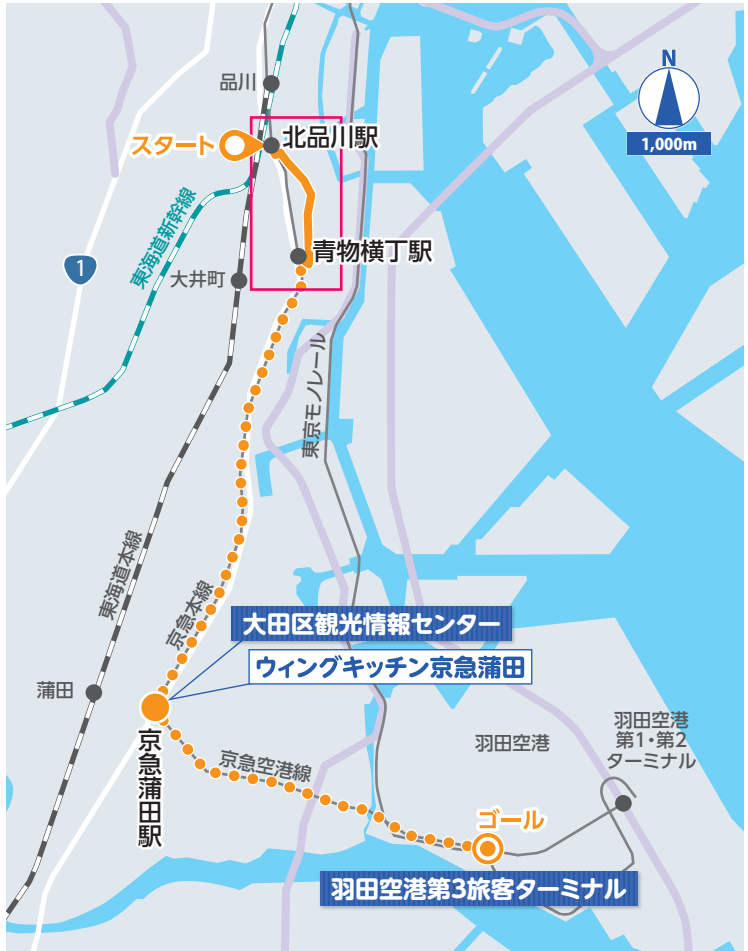 品川
N
1,000m
スタート
北品川駅
東海道新幹線
青物横丁駅
1
大井町
東京モノレール
東海道本線
京急本線
大田区観光情報センター
ウィングキッチン京急蒲田
蒲田
京急蒲田駅
京急空港線
羽田空港
羽田空港
第1・第2
ターミナル
ゴール
羽田空港第3旅客ターミナル